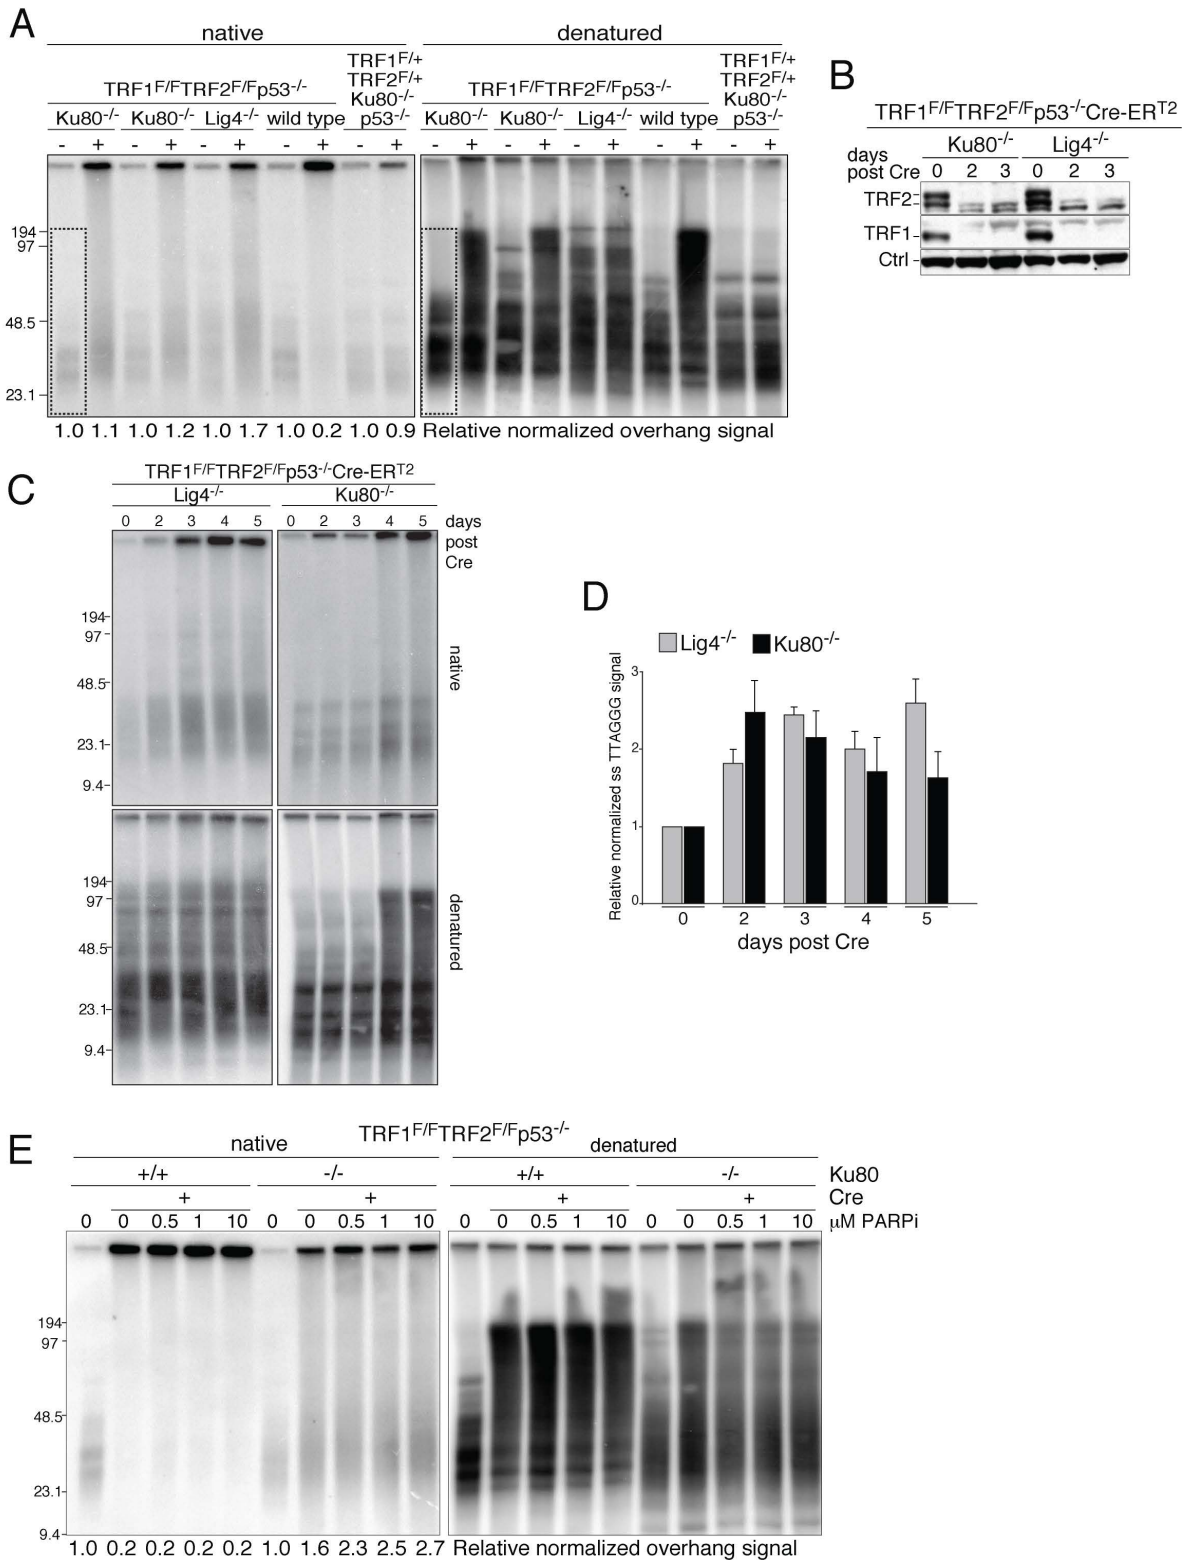 A
native
denatured
TRF1F/FTRF2F/Fp53-/-
TRF1F/+
TRF2F/+
Ku80-/-
p53-/-
TRF1F/FTRF2F/Fp53-/-
TRF1F/+
TRF2F/+
Ku80-/-
p53-/-
Ku80-/- Ku80-/- Lig4-/- wild type
Ku80-/- Ku80-/- Lig4-/- wild type
- + - + - + - + - + - + - + - + - + - +
194
97
48.5
23.1
1.0 1.1 1.0 1.2 1.0 1.7 1.0 0.2 1.0 0.9 Relative normalized overhang signal
B
TRF1F/FTRF2F/Fp53-/-Cre-ERT2
Ku80-/- Lig4-/-
days
post Cre 0 2 3 0 2 3
TRF2
TRF1
Ctrl
C
TRF1F/FTRF2F/Fp53-/-Cre-ERT2
Lig4-/- Ku80-/-
0 2 3 4 5 0 2 3 4 5 days
post
Cre
194
97
48.5
23.1
9.4
native
194
97
48.5
23.1
9.4
denatured
D
Lig4-/- Ku80-/-
Relative normalized ss TTAGGG signal
3
2
1
0
0 2 3 4 5
days post Cre
E
TRF1F/FTRF2F/Fp53-/-
native denatured
+/+ -/- +/+ -/- Ku80
+ + + + Cre
0 0 0.5 1 10 0 0 0.5 1 10 0 0 0.5 1 10 0 0 0.5 1 10 μM PARPi
194
97
48.5
23.1
9.4
1.0 0.2 0.2 0.2 0.2 1.0 1.6 2.3 2.5 2.7 Relative normalized overhang signal